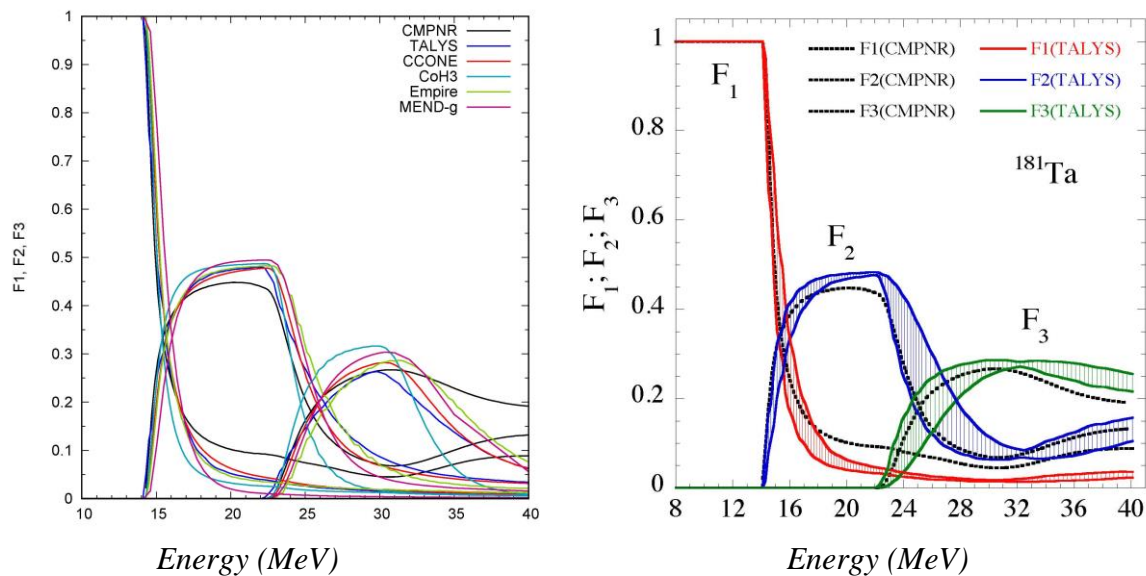 CMPNR
TALYS
CCONE
CoH3
Empire
MEND-g
1
0.9
0.8
0.7
0.6
0.5
0.4
0.3
0.2
0.1
0
F1, F2, F3
10 15 20 25 30 35 40
Energy (MeV)
F1(CMPNR) F1(TALYS)
F2(CMPNR) F2(TALYS)
F3(CMPNR) F3(TALYS)
181Ta
F1
F2
F3
1
0.8
0.6
0.4
0.2
0
F1; F2; F3
8 12 16 20 24 28 32 36 40
Energy (MeV)